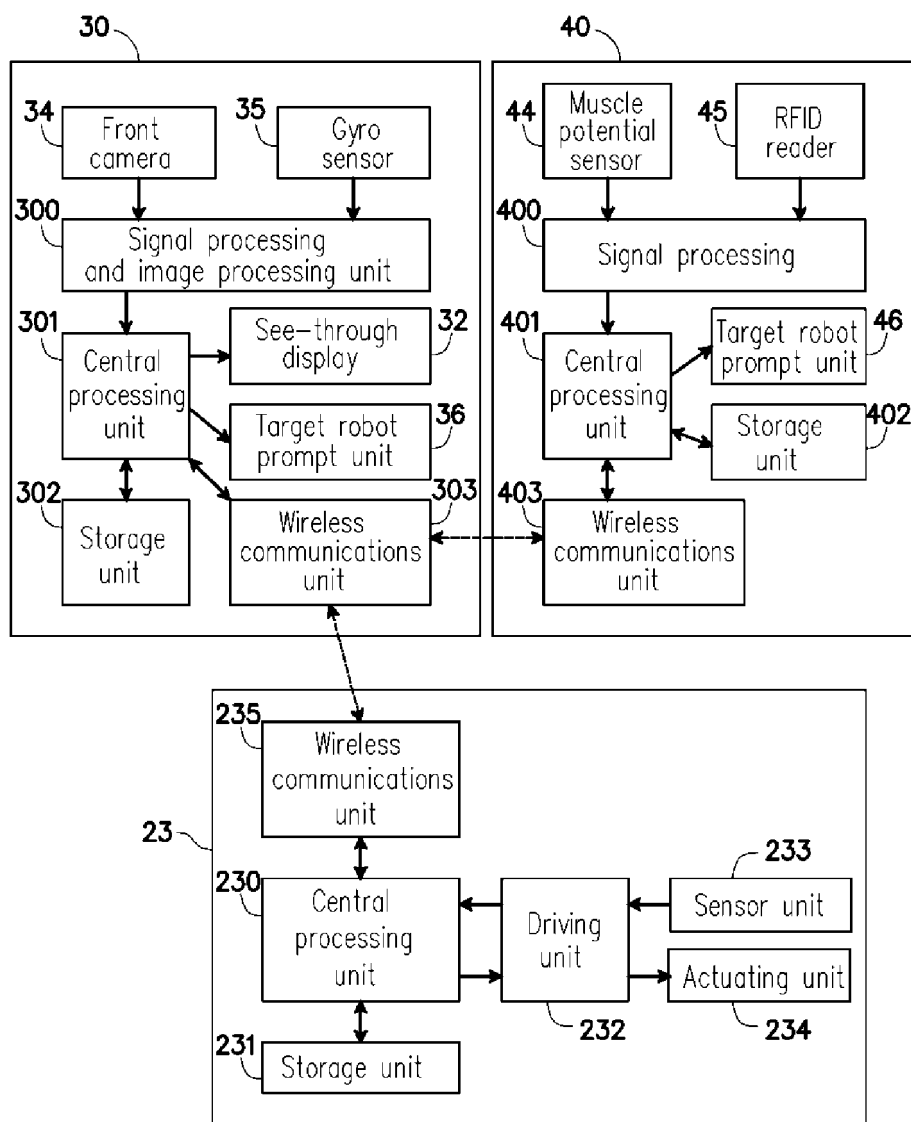 30
34
Front
camera
35
Gyro
sensor
300
Signal processing
and image processing unit
301
Central
processing
unit
See-through
display
32
Target robot
prompt unit
36
302
Storage
unit
303
Wireless
communications
unit
40
44
Muscle
potential
sensor
45
RFID
reader
400
Signal processing
401
Central
processing
unit
Target robot
prompt unit
46
Storage
unit
402
403
Wireless
communications
unit
235
Wireless
communications
unit
23
230
Central
processing
unit
Driving
unit
232
233
Sensor unit
Actuating unit
234
231
Storage unit